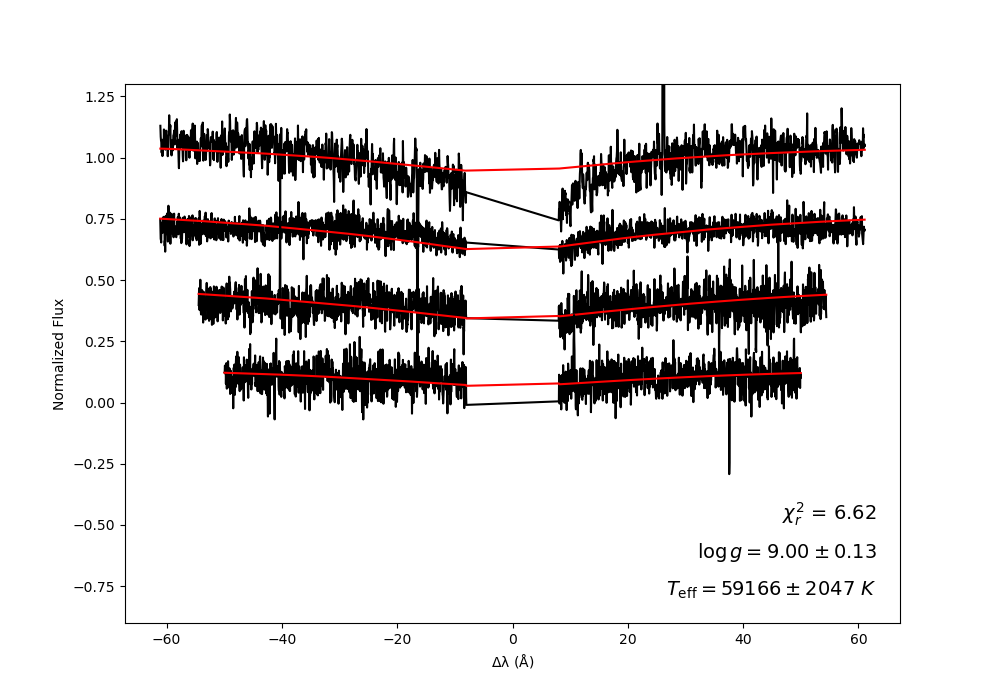 1.25
1.00
0.75
0.50
0.25
0.00
−0.25
−0.50
−0.75
Normalized Flux
χ²ᵣ = 6.62
log g = 9.00 ± 0.13
T_eff = 59166 ± 2047 K
−60 −40 −20 0 20 40 60
Δλ (Å)